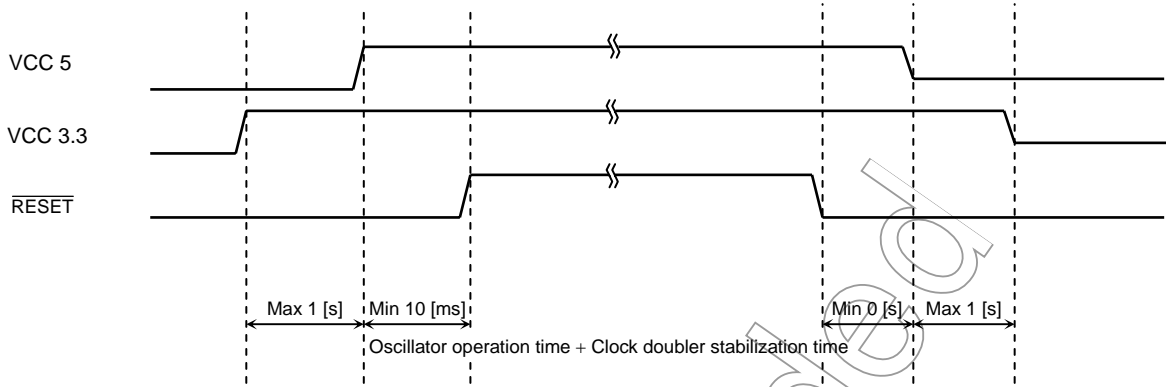 VCC 5
VCC 3.3
RESET
Max 1 [s]
Min 10 [ms]
Min 0 [s]
Max 1 [s]
Oscillator operation time + Clock doubler stabilization time
ded